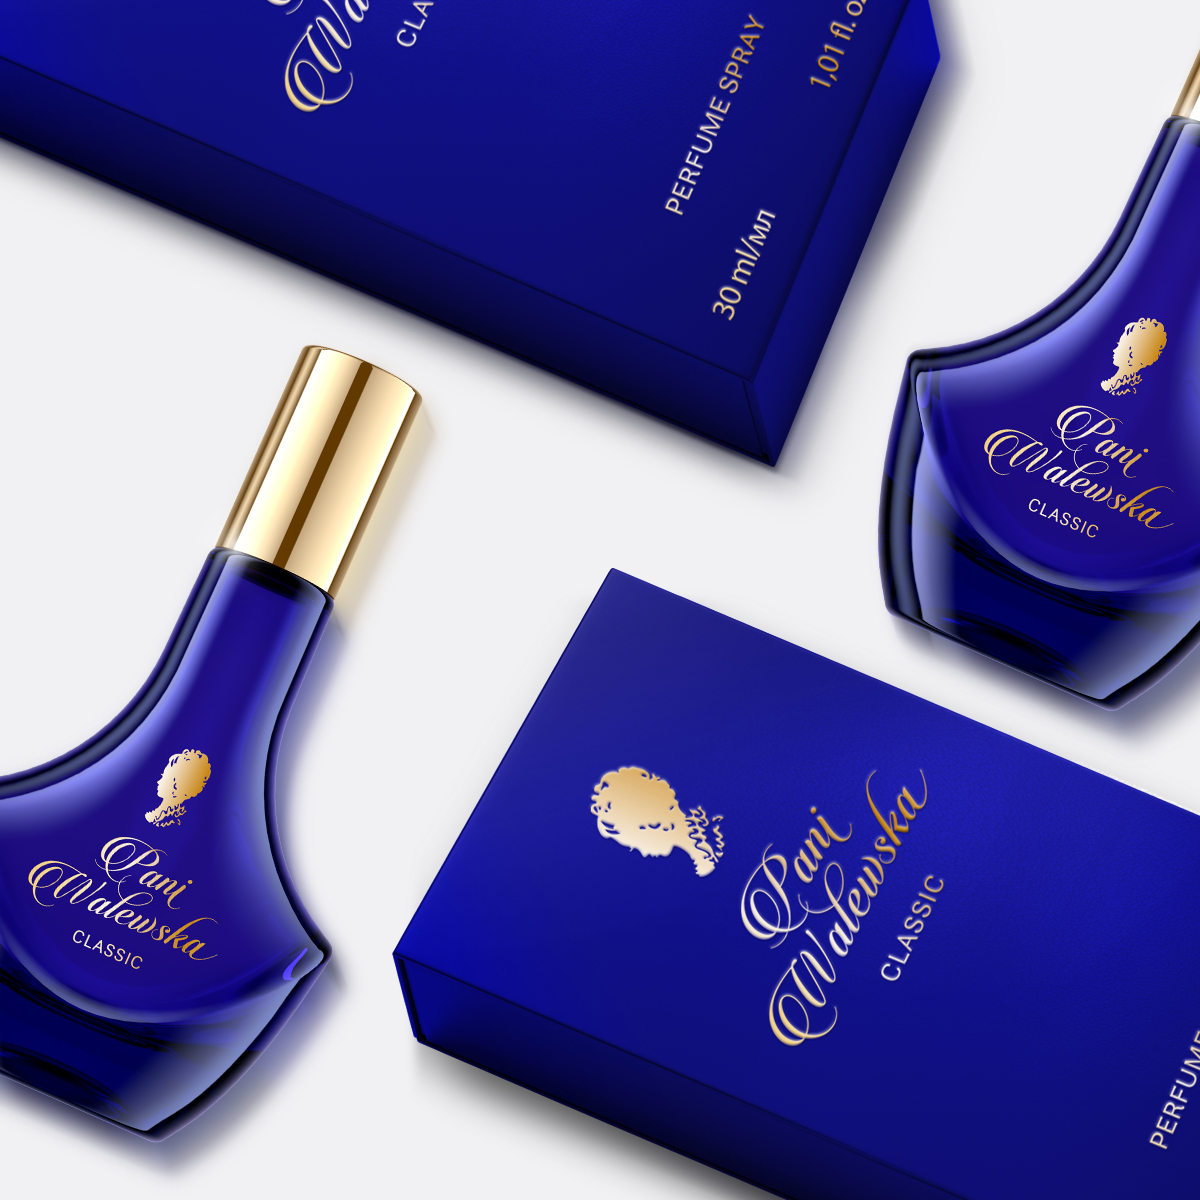 CLA
PERFUME SPRAY
30 ml/мл
1,01 fl. oz
Pani
Walewska
CLASSIC
Pani
Walewska
CLASSIC
Pani
Walewska
CLASSIC
PERFUME